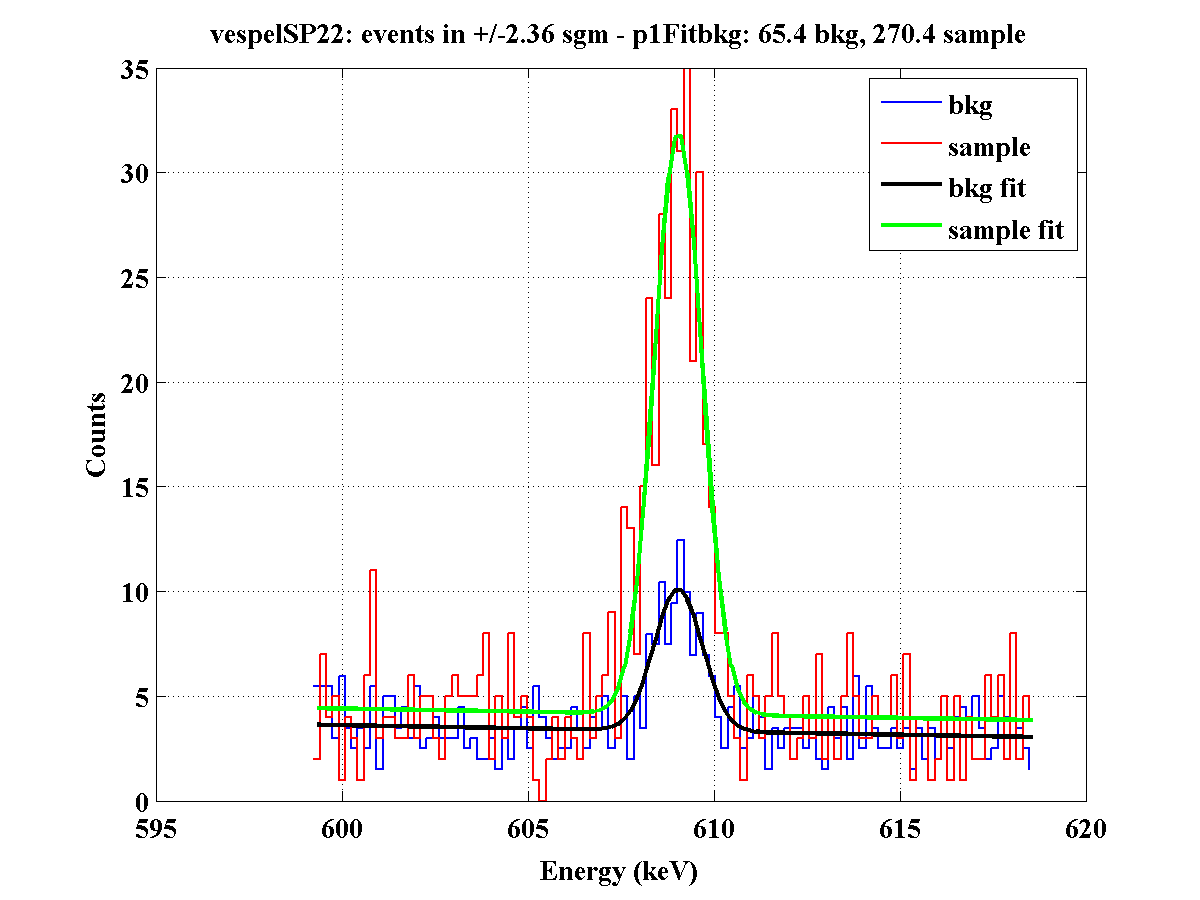 vespelSP22: events in +/-2.36 sgm - p1Fitbkg: 65.4 bkg, 270.4 sample
35
30
25
20
15
10
5
0
Counts
bkg
sample
bkg fit
sample fit
595 600 605 610 615 620
Energy (keV)